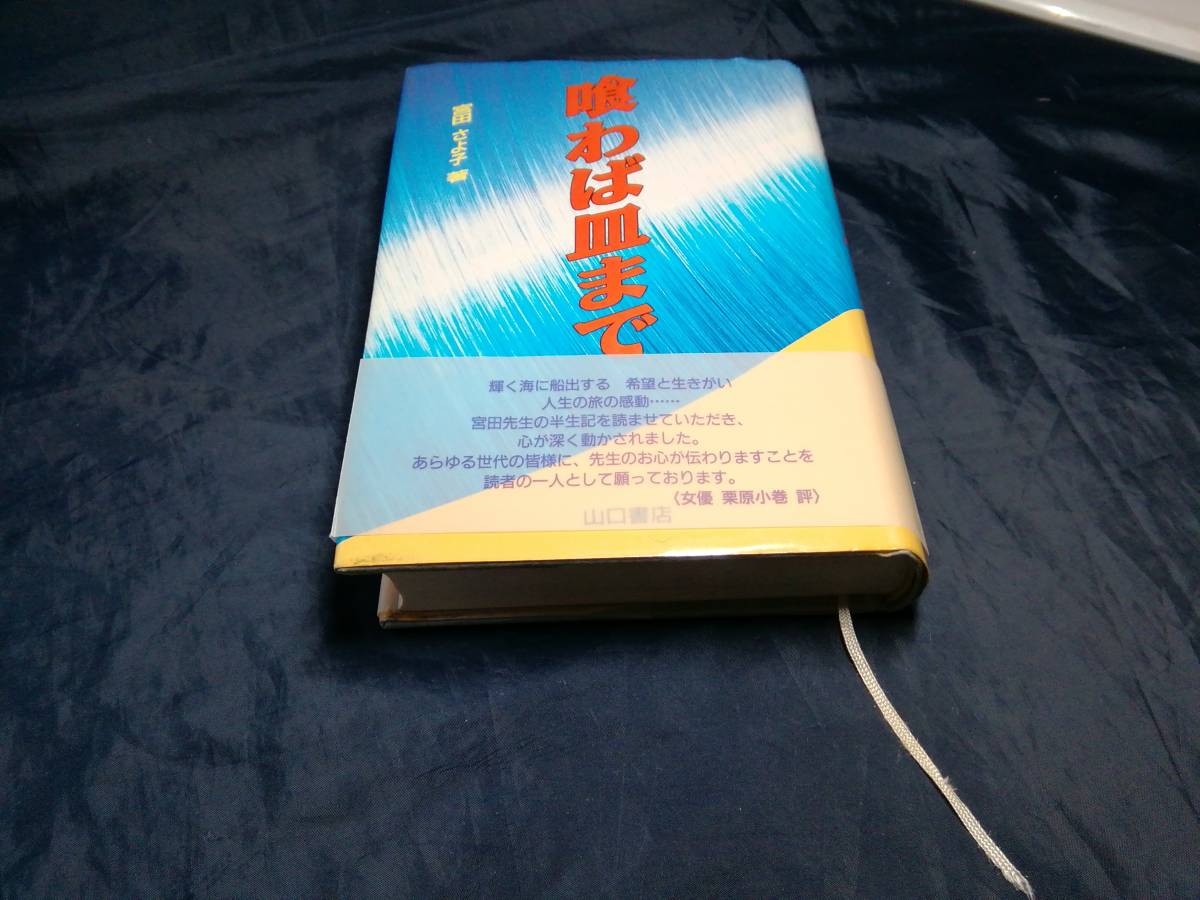 喰わば皿まで
宮田 さよ子 著
輝く海に船出する 希望と生きかい
人生の旅の感動……
宮田先生の半生記を読ませていただき、
心が深く動かされました。
あらゆる世代の皆様に、先生のお心が伝わりますことを
読者の一人として願っております。
〈女優 栗原小巻 評〉
山口書店